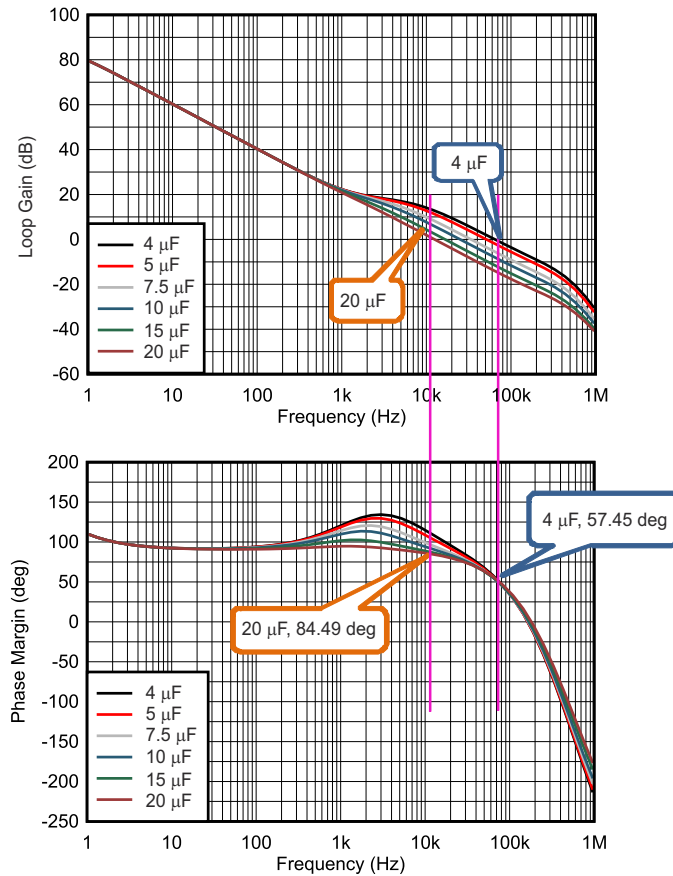 100
80
60
40
20
0
-20
-40
-60
Loop Gain (dB)
4 μF
20 μF
4 μF
5 μF
7.5 μF
10 μF
15 μF
20 μF
1 10 100 1k 10k 100k 1M
Frequency (Hz)
200
150
100
50
0
-50
-100
-150
-200
-250
Phase Margin (deg)
4 μF, 57.45 deg
20 μF, 84.49 deg
4 μF
5 μF
7.5 μF
10 μF
15 μF
20 μF
1 10 100 1k 10k 100k 1M
Frequency (Hz)